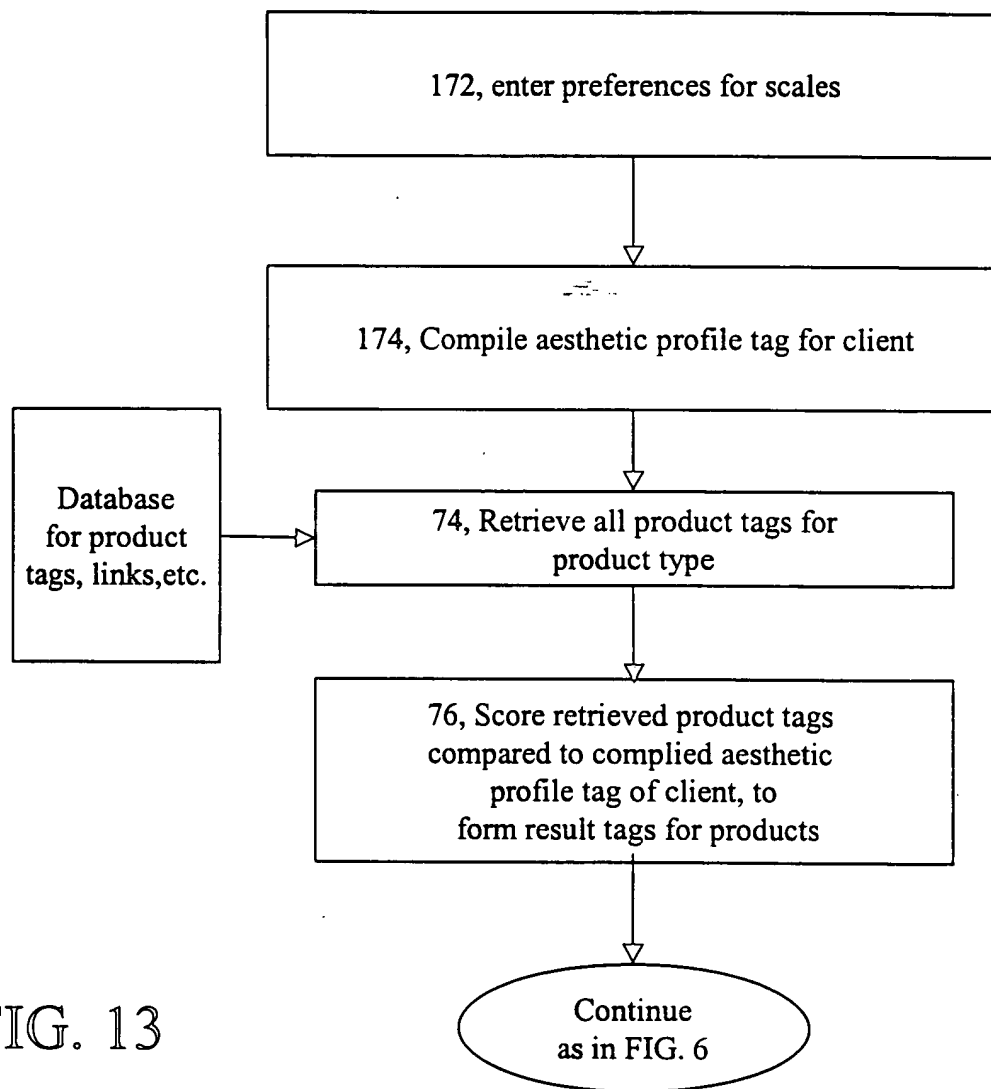 172, enter preferences for scales
174, Compile aesthetic profile tag for client
Database
for product
tags, links,etc.
74, Retrieve all product tags for
product type
76, Score retrieved product tags
compared to complied aesthetic
profile tag of client, to
form result tags for products
Continue
as in FIG. 6
FIG. 13